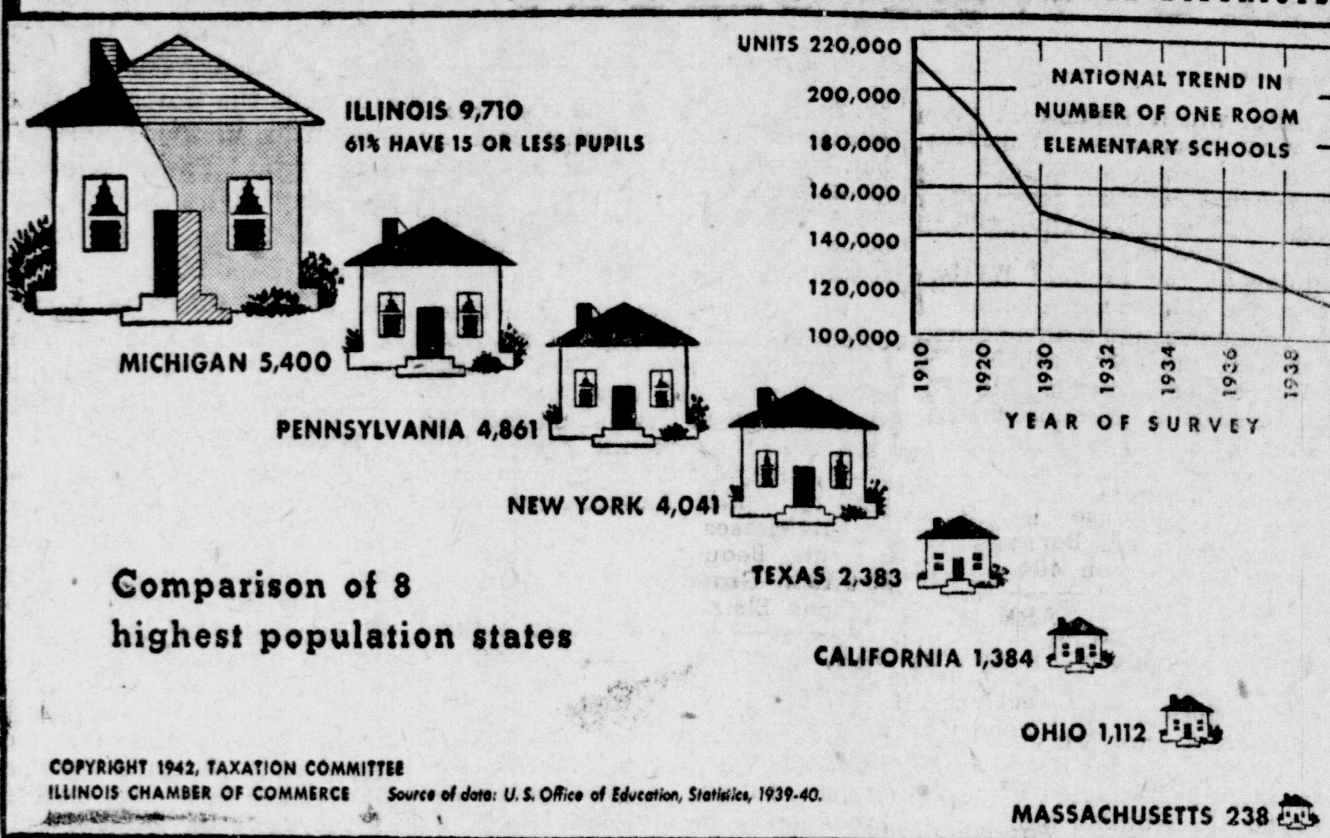 ILLINOIS 9,710
61% HAVE 15 OR LESS PUPILS
MICHIGAN 5,400
PENNSYLVANIA 4,861
NEW YORK 4,041
TEXAS 2,383
CALIFORNIA 1,384
OHIO 1,112
MASSACHUSETTS 238
UNITS 220,000
200,000
180,000
160,000
140,000
120,000
100,000
NATIONAL TREND IN
NUMBER OF ONE ROOM
ELEMENTARY SCHOOLS
1910
1920
1930
1932
1934
1936
1938
YEAR OF SURVEY
Comparison of 8
highest population states
COPYRIGHT 1942, TAXATION COMMITTEE
ILLINOIS CHAMBER OF COMMERCE Source of data: U. S. Office of Education, Statistics, 1939-40.